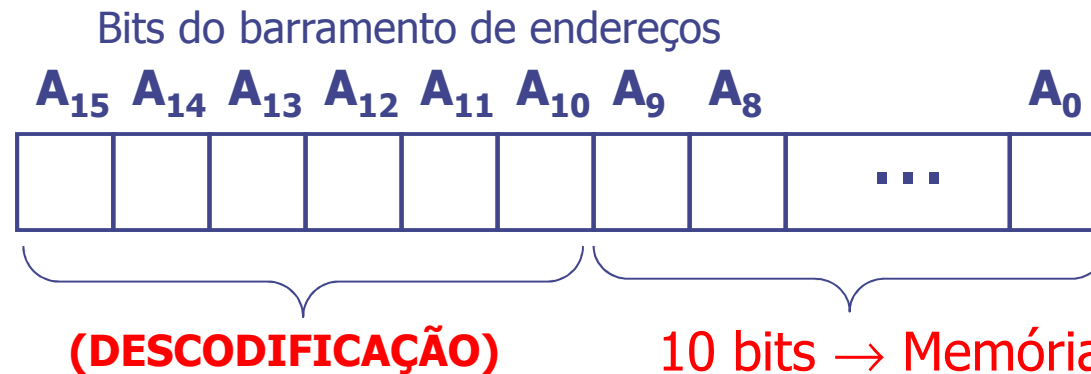 Bits do barramento de endereços
A₁₅ A₁₄ A₁₃ A₁₂ A₁₁ A₁₀ A₉ A₈ A₀
...
(DESCODIFICAÇÃO) 10 bits → Memória